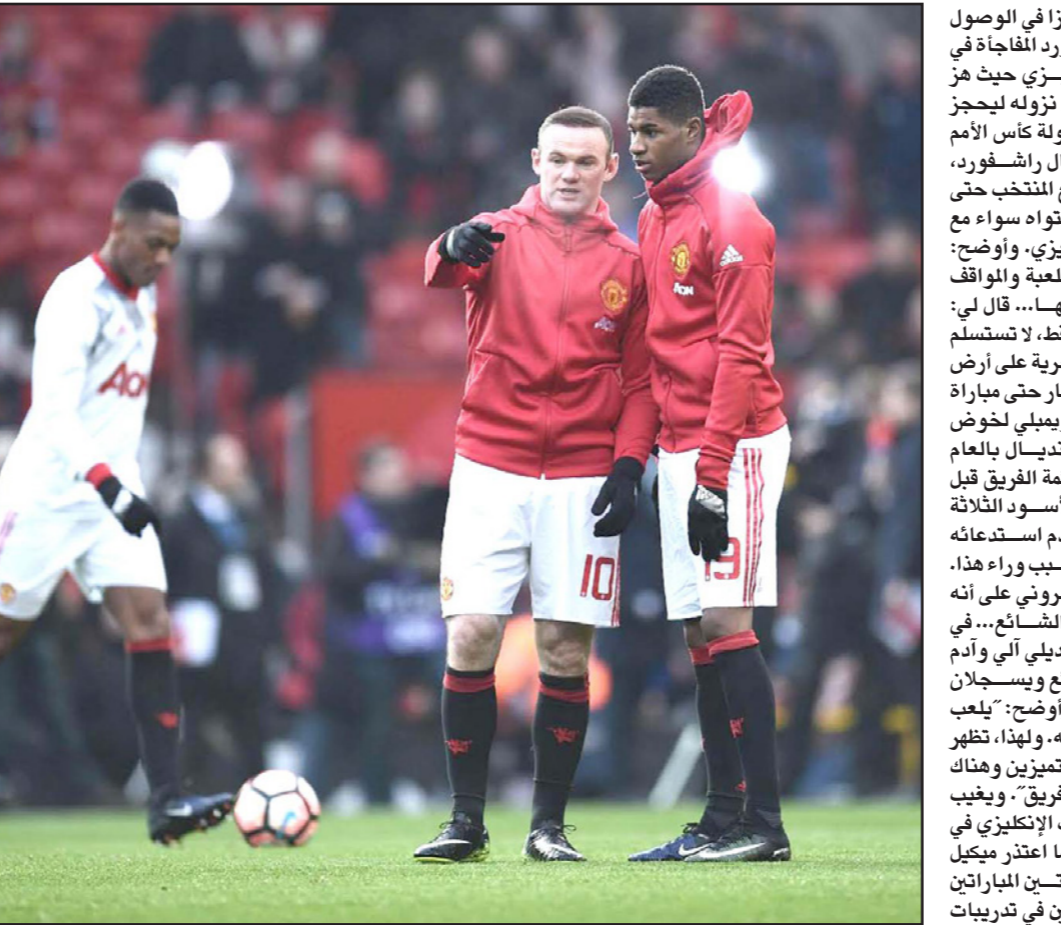 زا في الوصول
ورد المفاجأة في
ـزي حيث هز
نزوله ليحجز
ولة كأس الأمم
ال راشـفورد،
المنتخب حتى
تواه سواء مع
يزي. وأوضح:
لعبة والمواقف
هـا... قال لي:
ط، لا تستسلم
رية على أرض
ار حتى مباراة
يمبلي لخوض
تديـال بالعام
مة الفريق قبل
أسـود الثلاثة
دم اسـتدعائه
ـبب وراء هذا.
روني على أنه
الشـائع... في
ديلي آلي وآدم
ع ويسـجلان
أوضح: "يلعب
ه. ولهذا، تظهر
تميزين وهناك
فريق". ويغيب
الإنكليزي في
ا اعتذر ميكيل
تـين المباراتين
ن في تدريبات
AON
adidas
AON
10
19